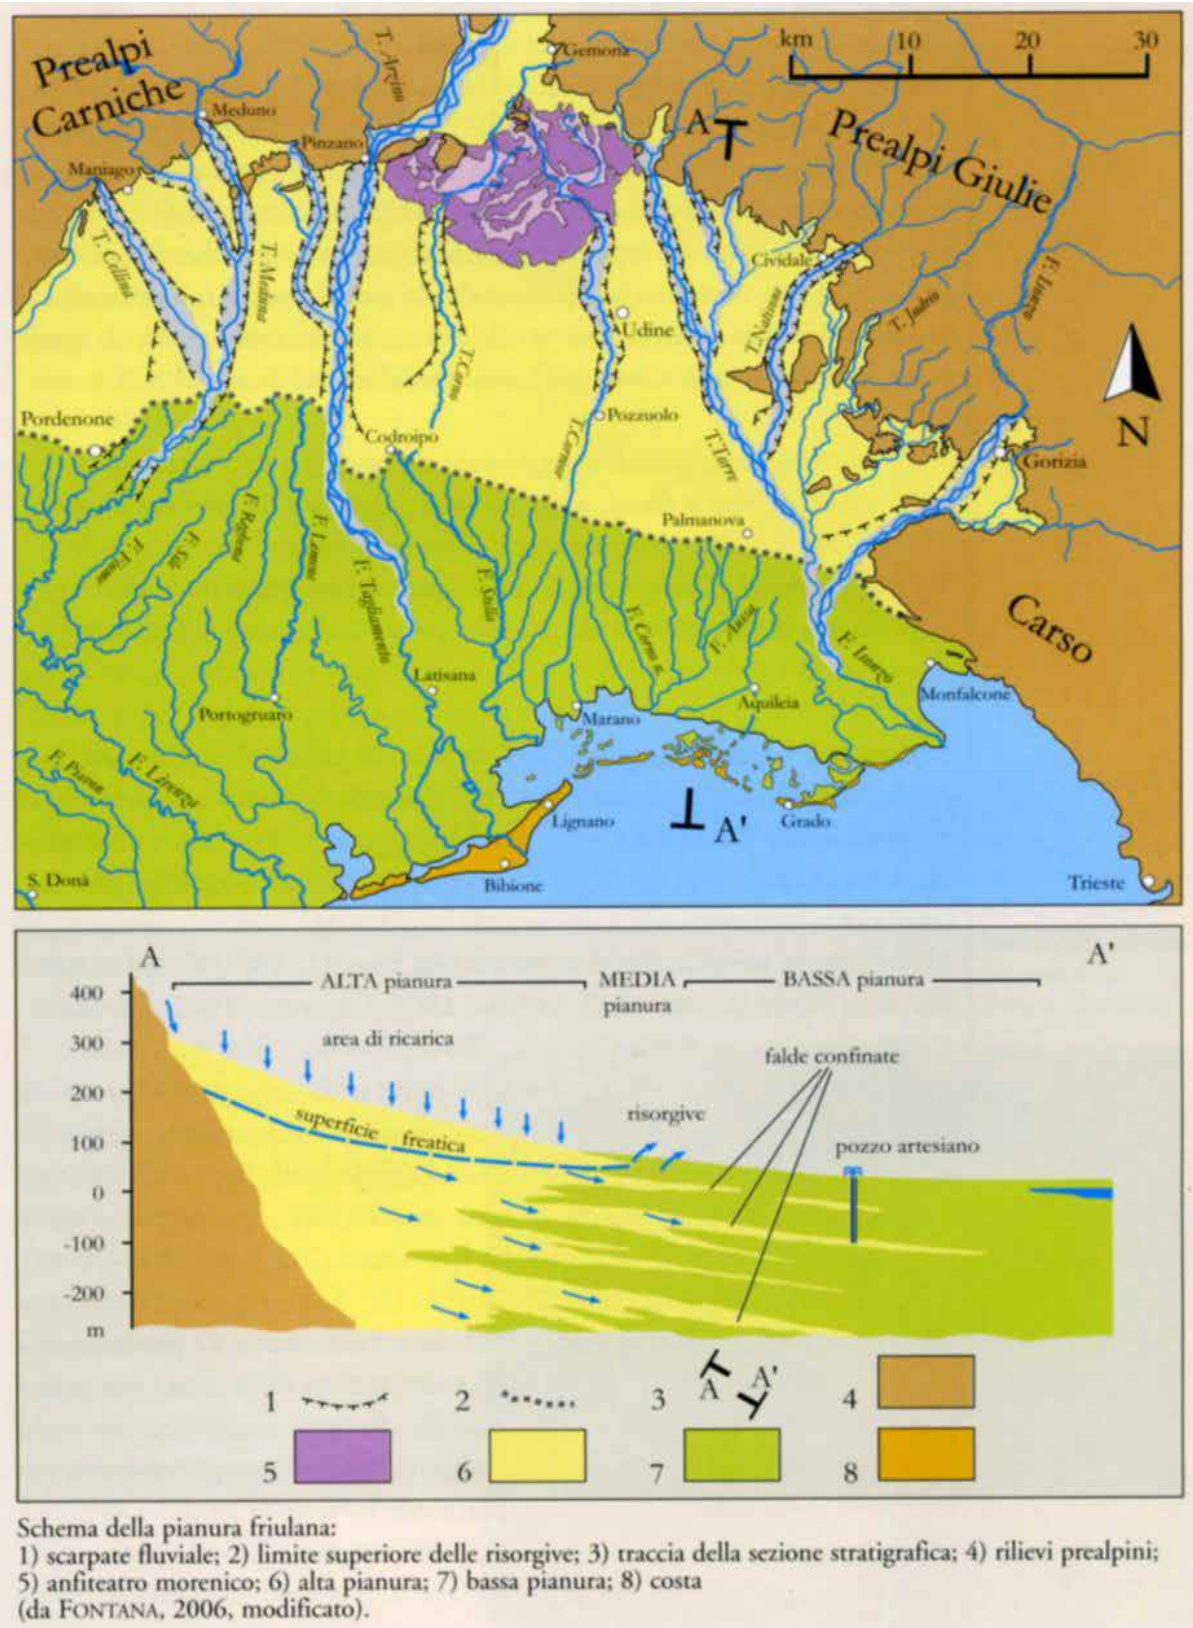 Prealpi
Carniche
T. Arzino
Gemona
km 10 20 30
Meduno
Pinzano
A
Prealpi Giulie
Maniago
T. Cellina
T. Meduna
Cividale
T. Natisone
T. Judrio
F. Isonzo
Udine
T. Corno
N
Pordenone
Pozzuolo
Codroipo
T. Cormor
T. Torre
Gorizia
Palmanova
F. Fiume
F. Sile
F. Reghena
F. Lemene
F. Tagliamento
F. Stella
F. Corno
F. Aussa
F. Isonzo
Carso
Latisana
Monfalcone
Portogruaro
Marano
Aquileia
F. Piave
F. Livenza
Lignano
A'
Grado
S. Donà
Bibione
Trieste
A
A'
ALTA pianura
MEDIA
pianura
BASSA pianura
400
300
200
100
0
-100
-200
m
area di ricarica
falde confinate
superficie freatica
risorgive
pozzo artesiano
1
2
3
A A'
4
5
6
7
8
Schema della pianura friulana:
1) scarpate fluviale; 2) limite superiore delle risorgive; 3) traccia della sezione stratigrafica; 4) rilievi prealpini;
5) anfiteatro morenico; 6) alta pianura; 7) bassa pianura; 8) costa
(da FONTANA, 2006, modificato).